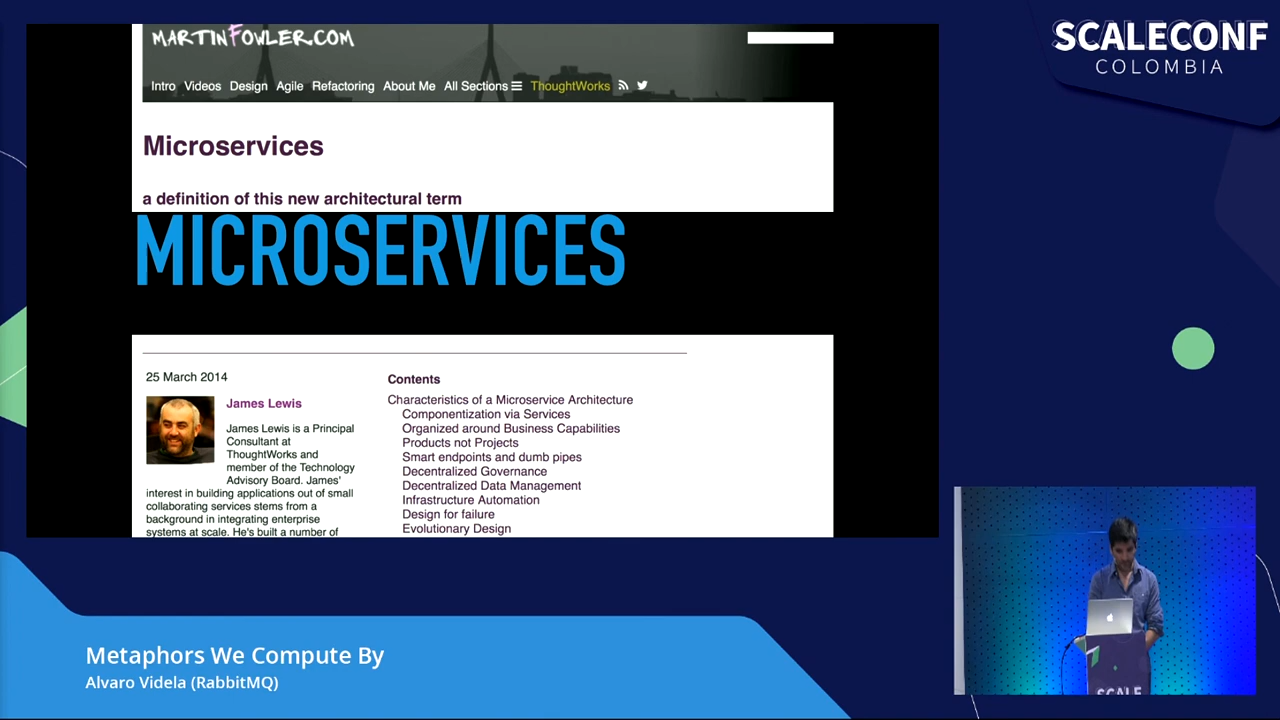 MARTINFOWLER.COM
Intro Videos Design Agile Refactoring About Me All Sections ThoughtWorks
Microservices
a definition of this new architectural term
MICROSERVICES
25 March 2014
James Lewis
James Lewis is a Principal
Consultant at
ThoughtWorks and
member of the Technology
Advisory Board. James'
interest in building applications out of small
collaborating services stems from a
background in integrating enterprise
systems at scale. He's built a number of
Contents
Characteristics of a Microservice Architecture
Componentization via Services
Organized around Business Capabilities
Products not Projects
Smart endpoints and dumb pipes
Decentralized Governance
Decentralized Data Management
Infrastructure Automation
Design for failure
Evolutionary Design
SCALECONF
COLOMBIA
SCALE
Metaphors We Compute By
Alvaro Videla (RabbitMQ)